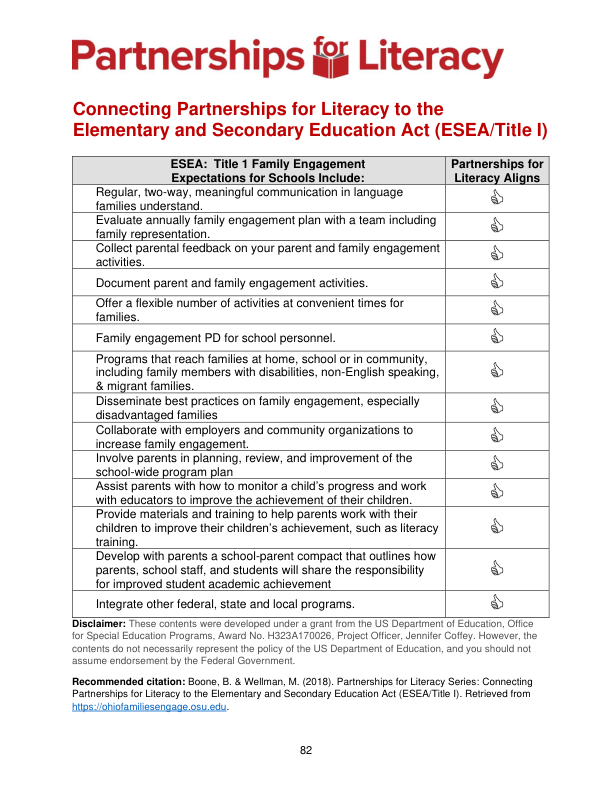 Partnerships for Literacy
Connecting Partnerships for Literacy to the
Elementary and Secondary Education Act (ESEA/Title I)
ESEA:  Title 1 Family Engagement
Expectations for Schools Include:
Partnerships for
Literacy Aligns
Regular, two-way, meaningful communication in language
families understand.
Evaluate annually family engagement plan with a team including
family representation.
Collect parental feedback on your parent and family engagement
activities.
Document parent and family engagement activities.
Offer a flexible number of activities at convenient times for
families.
Family engagement PD for school personnel.
Programs that reach families at home, school or in community,
including family members with disabilities, non-English speaking,
& migrant families.
Disseminate best practices on family engagement, especially
disadvantaged families
Collaborate with employers and community organizations to
increase family engagement.
Involve parents in planning, review, and improvement of the
school-wide program plan
Assist parents with how to monitor a child's progress and work
with educators to improve the achievement of their children.
Provide materials and training to help parents work with their
children to improve their children's achievement, such as literacy
training.
Develop with parents a school-parent compact that outlines how
parents, school staff, and students will share the responsibility
for improved student academic achievement
Integrate other federal, state and local programs.
Disclaimer: These contents were developed under a grant from the US Department of Education, Office
for Special Education Programs, Award No. H323A170026, Project Officer, Jennifer Coffey. However, the
contents do not necessarily represent the policy of the US Department of Education, and you should not
assume endorsement by the Federal Government.
Recommended citation: Boone, B. & Wellman, M. (2018). Partnerships for Literacy Series: Connecting
Partnerships for Literacy to the Elementary and Secondary Education Act (ESEA/Title I). Retrieved from
https://ohiofamiliesengage.osu.edu.
82